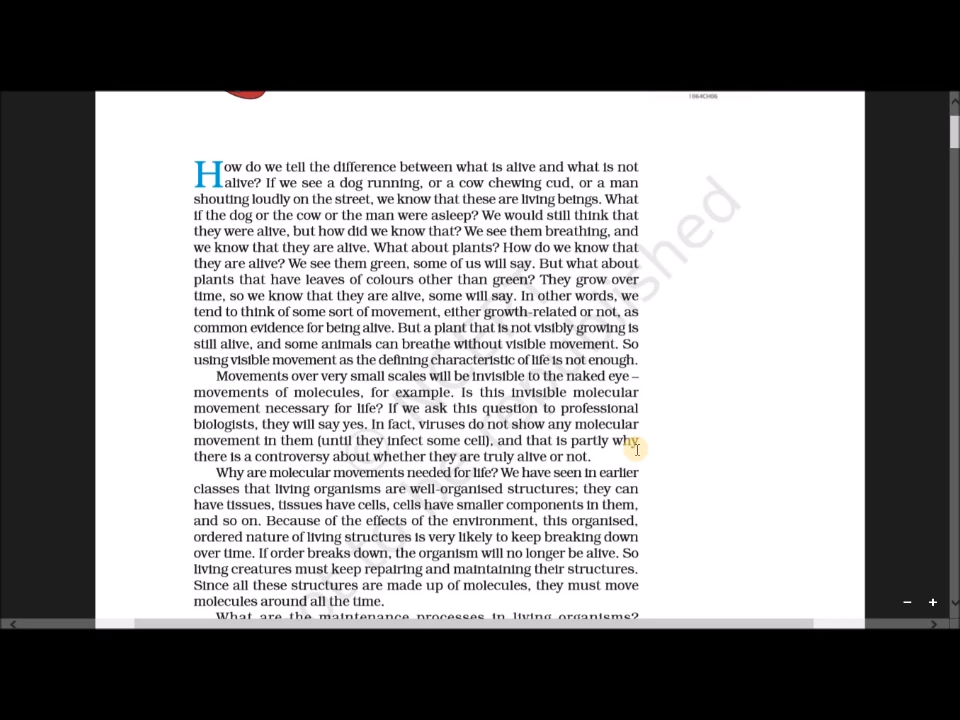 1064CH06
How do we tell the difference between what is alive and what is not
alive? If we see a dog running, or a cow chewing cud, or a man
shouting loudly on the street, we know that these are living beings. What
if the dog or the cow or the man were asleep? We would still think that
they were alive, but how did we know that? We see them breathing, and
we know that they are alive. What about plants? How do we know that
they are alive? We see them green, some of us will say. But what about
plants that have leaves of colours other than green? They grow over
time, so we know that they are alive, some will say. In other words, we
tend to think of some sort of movement, either growth-related or not, as
common evidence for being alive. But a plant that is not visibly growing is
still alive, and some animals can breathe without visible movement. So
using visible movement as the defining characteristic of life is not enough.
Movements over very small scales will be invisible to the naked eye –
movements of molecules, for example. Is this invisible molecular
movement necessary for life? If we ask this question to professional
biologists, they will say yes. In fact, viruses do not show any molecular
movement in them (until they infect some cell), and that is partly why
there is a controversy about whether they are truly alive or not.
Why are molecular movements needed for life? We have seen in earlier
classes that living organisms are well-organised structures; they can
have tissues, tissues have cells, cells have smaller components in them,
and so on. Because of the effects of the environment, this organised,
ordered nature of living structures is very likely to keep breaking down
over time. If order breaks down, the organism will no longer be alive. So
living creatures must keep repairing and maintaining their structures.
Since all these structures are made up of molecules, they must move
molecules around all the time.
What are the maintenance processes in living organisms?
© NCERT
not to be republished